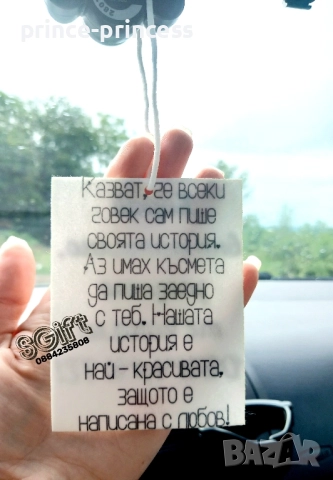 prince-princess
Казват, че всеки
човек сам пише
своята история.
Аз имах късмета
да пиша заедно
с теб. Нашата
история е
най-красивата,
защото е
написана с любов!
SGift
0884235808
BAZAR